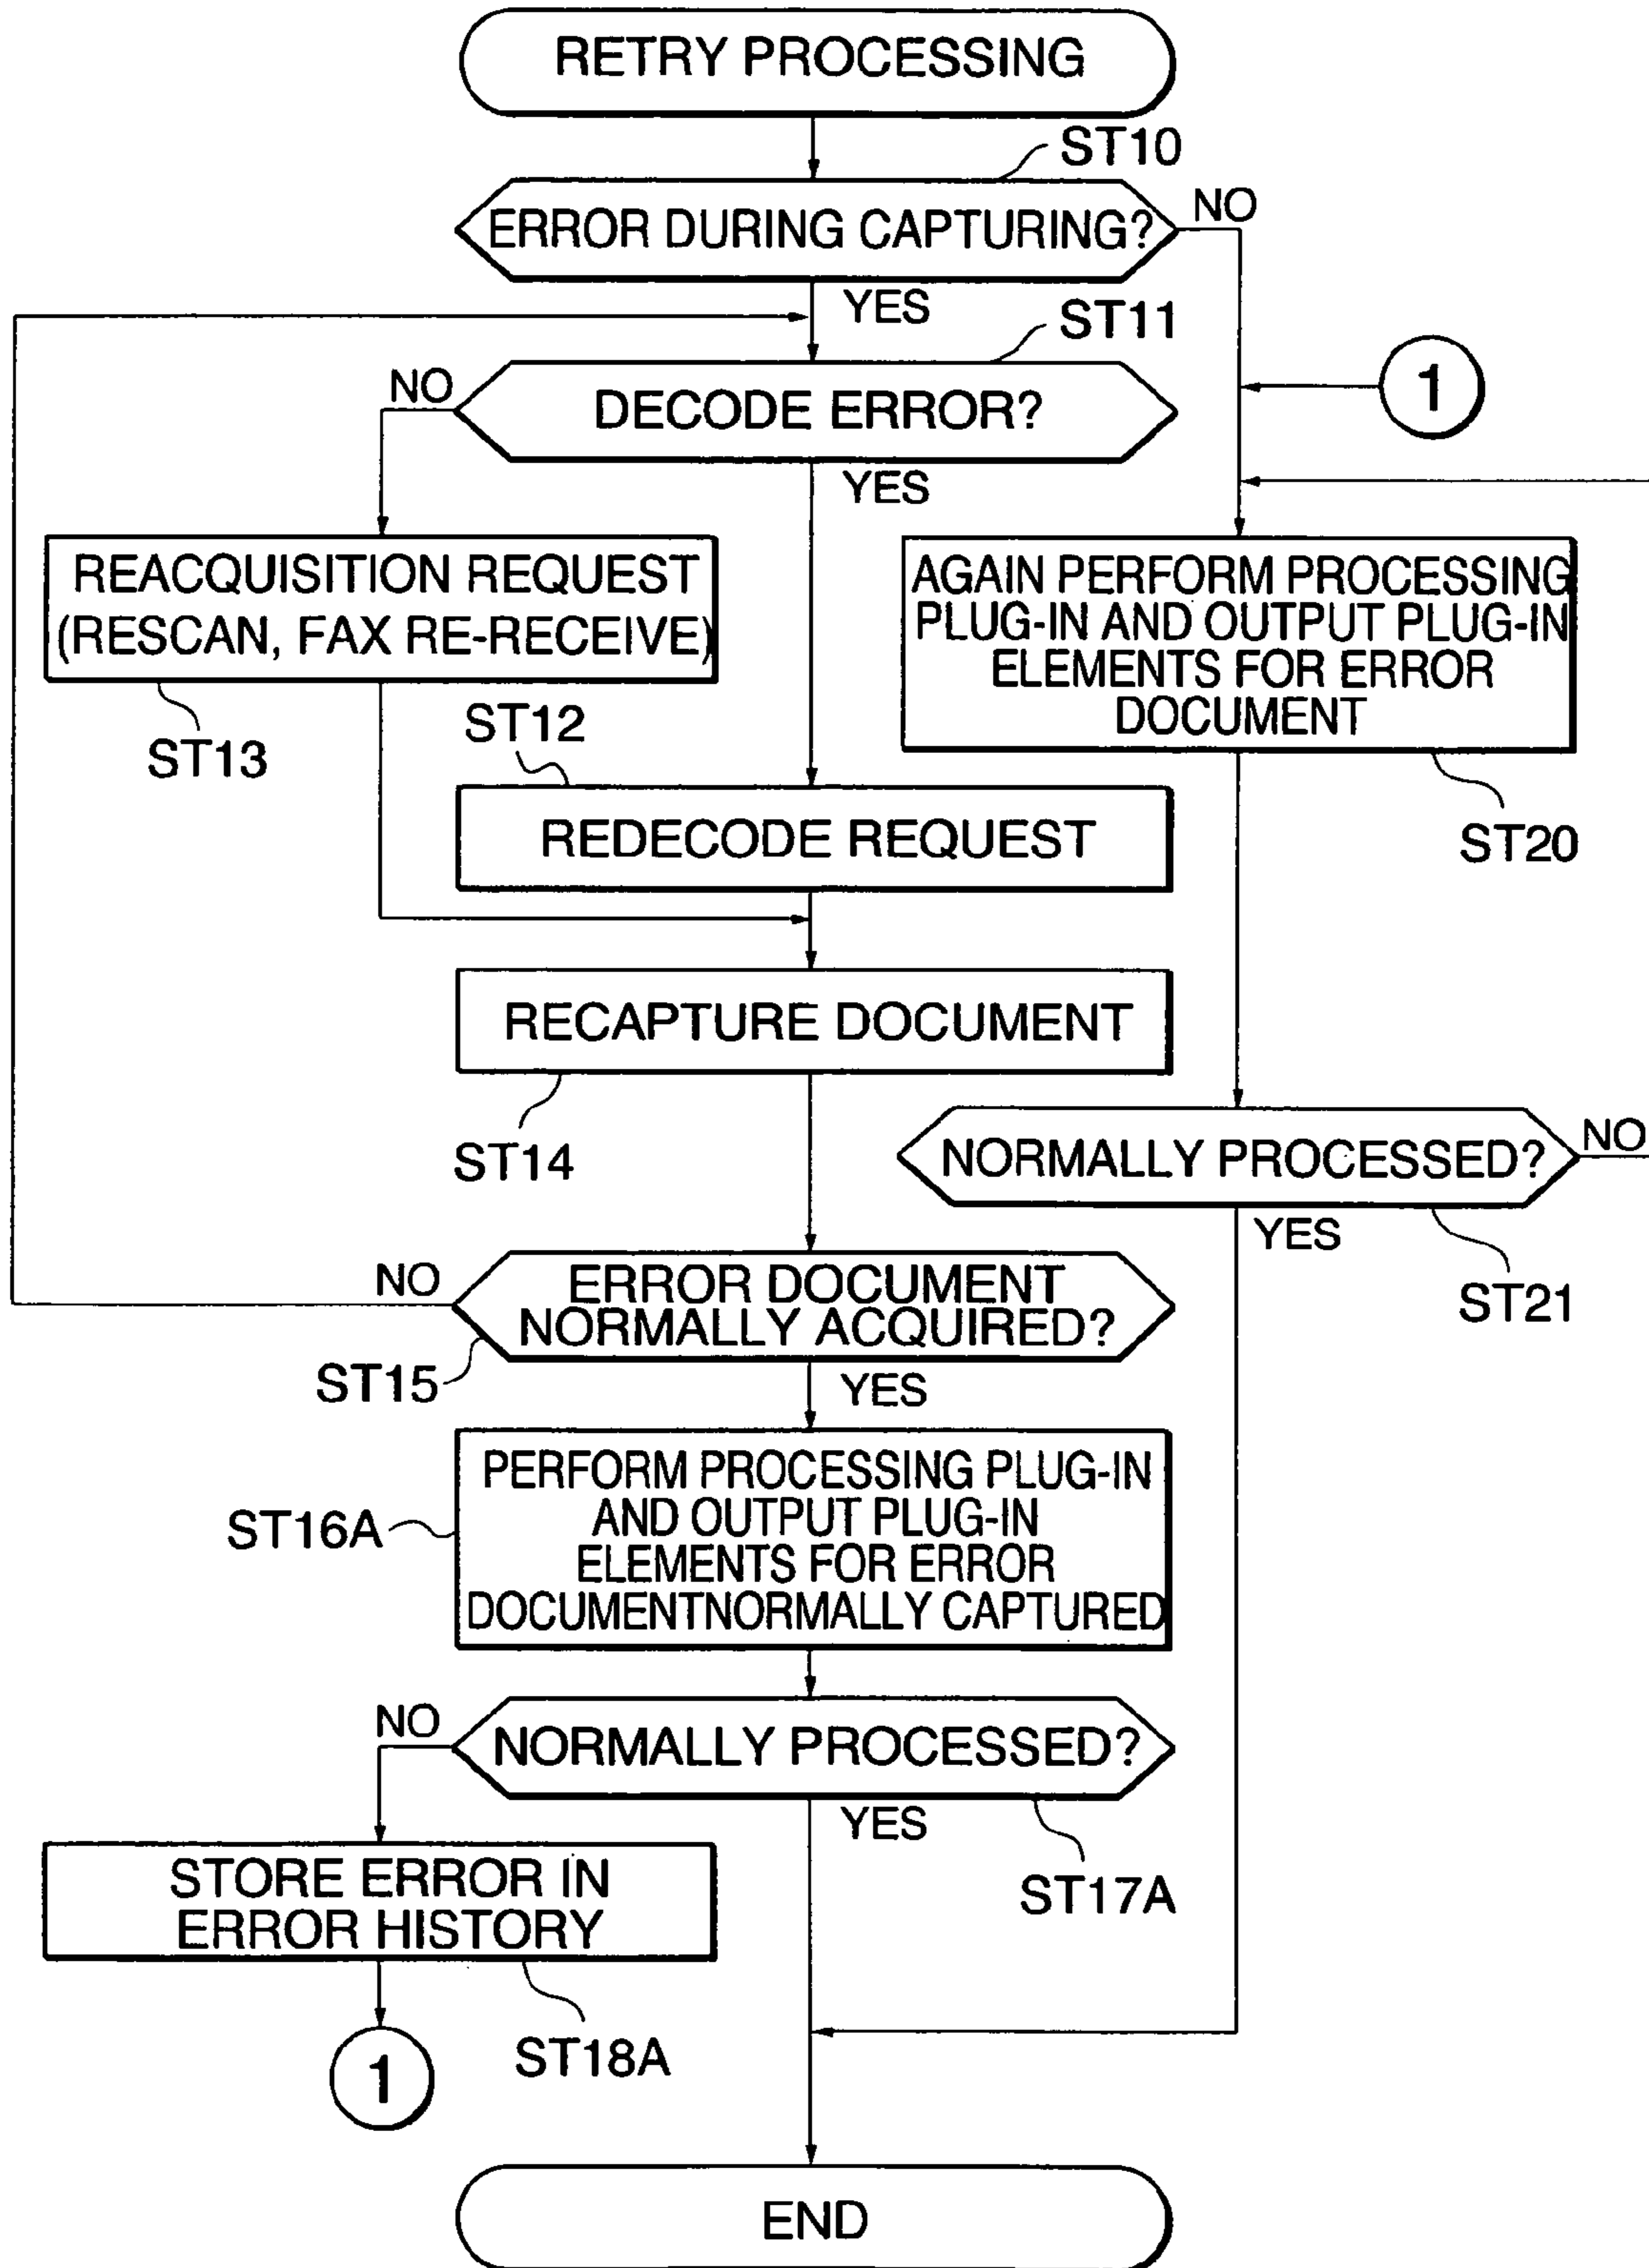 RETRY PROCESSING
ST10
ERROR DURING CAPTURING?
NO
YES
ST11
NO
DECODE ERROR?
1
YES
REACQUISITION REQUEST
(RESCAN, FAX RE-RECEIVE)
AGAIN PERFORM PROCESSING
PLUG-IN AND OUTPUT PLUG-IN
ELEMENTS FOR ERROR
DOCUMENT
ST13
ST12
ST20
REDECODE REQUEST
RECAPTURE DOCUMENT
ST14
NORMALLY PROCESSED?
NO
YES
ST21
NO
ERROR DOCUMENT
NORMALLY ACQUIRED?
ST15
YES
PERFORM PROCESSING PLUG-IN
AND OUTPUT PLUG-IN
ELEMENTS FOR ERROR
DOCUMENTNORMALLY CAPTURED
ST16A
NO
NORMALLY PROCESSED?
YES
ST17A
STORE ERROR IN
ERROR HISTORY
ST18A
1
END